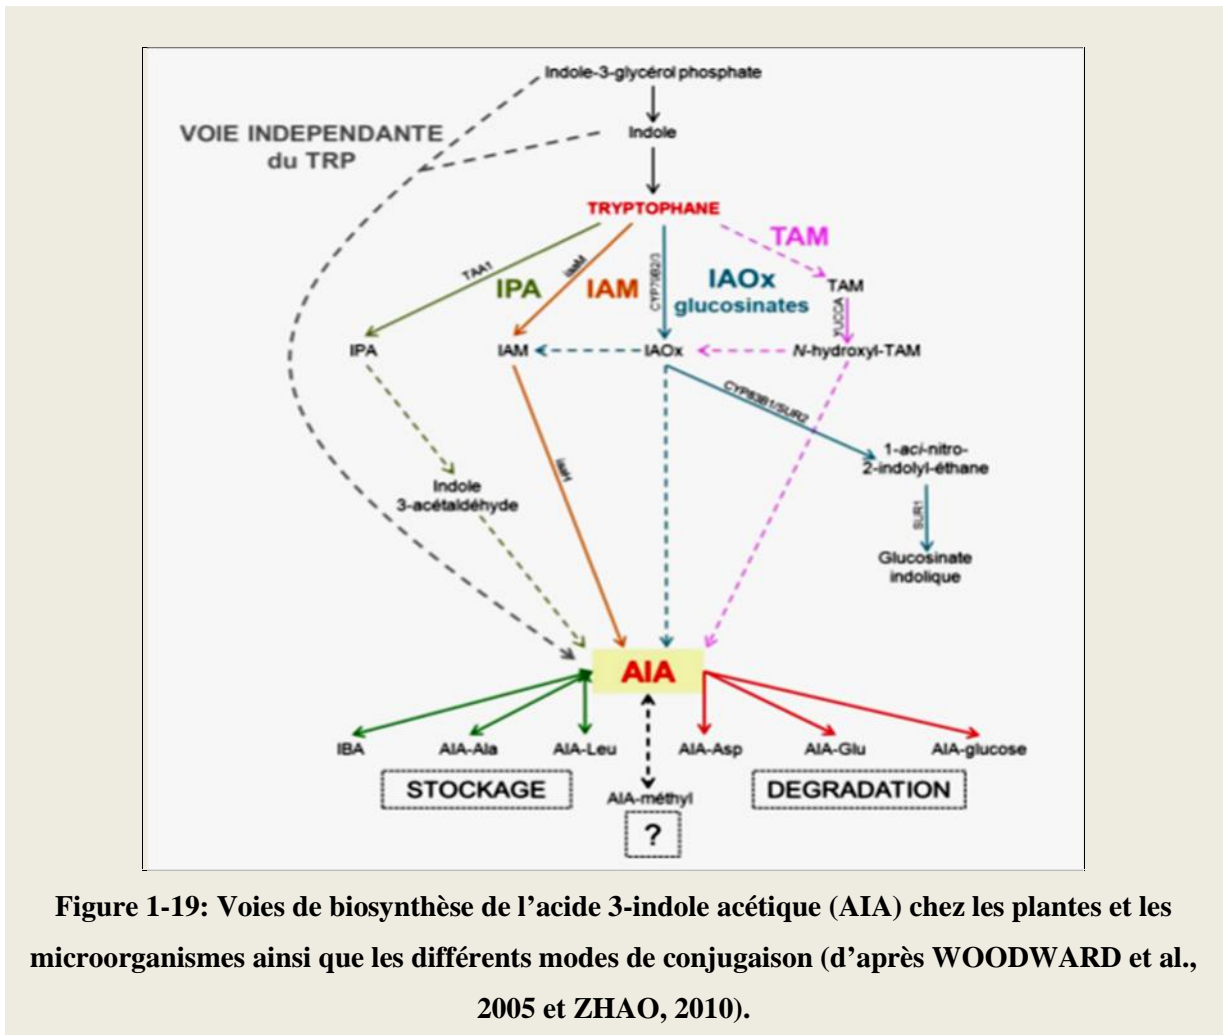 Indole-3-glycérol phosphate
VOIE INDEPENDANTE
du TRP
Indole
TRYPTOPHANE
TAM
TAA1
iaaM
CYP79B2/3
IPA
IAM
IAOx
glucosinates
TAM
YUCCA
IPA
IAM
IAOx
N-hydroxyl-TAM
CYP83B1/SUR2
1-aci-nitro-
2-indolyl-éthane
iaaH
Indole
3-acétaldéhyde
SUR1
Glucosinate
indolique
AIA
IBA
AIA-Ala
AIA-Leu
AIA-Asp
AIA-Glu
AIA-glucose
STOCKAGE
AIA-méthyl
DEGRADATION
?
Figure 1-19: Voies de biosynthèse de l’acide 3-indole acétique (AIA) chez les plantes et les
microorganismes ainsi que les différents modes de conjugaison (d’après WOODWARD et al.,
2005 et ZHAO, 2010).